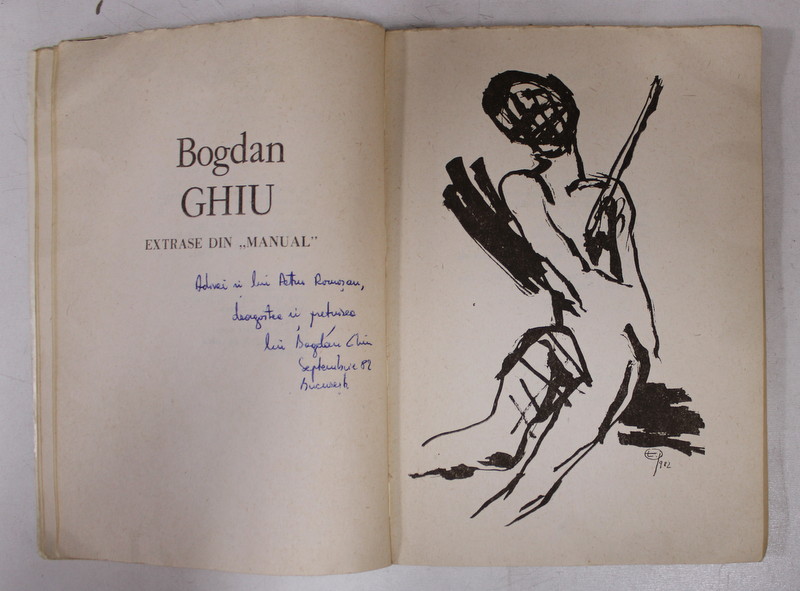 Bogdan
GHIU
EXTRASE DIN „MANUAL”
Adrei și lui Petru Romoșan,
dragostea și prețuirea
lui Bogdan Ghiu
Septembrie 82
București
1982